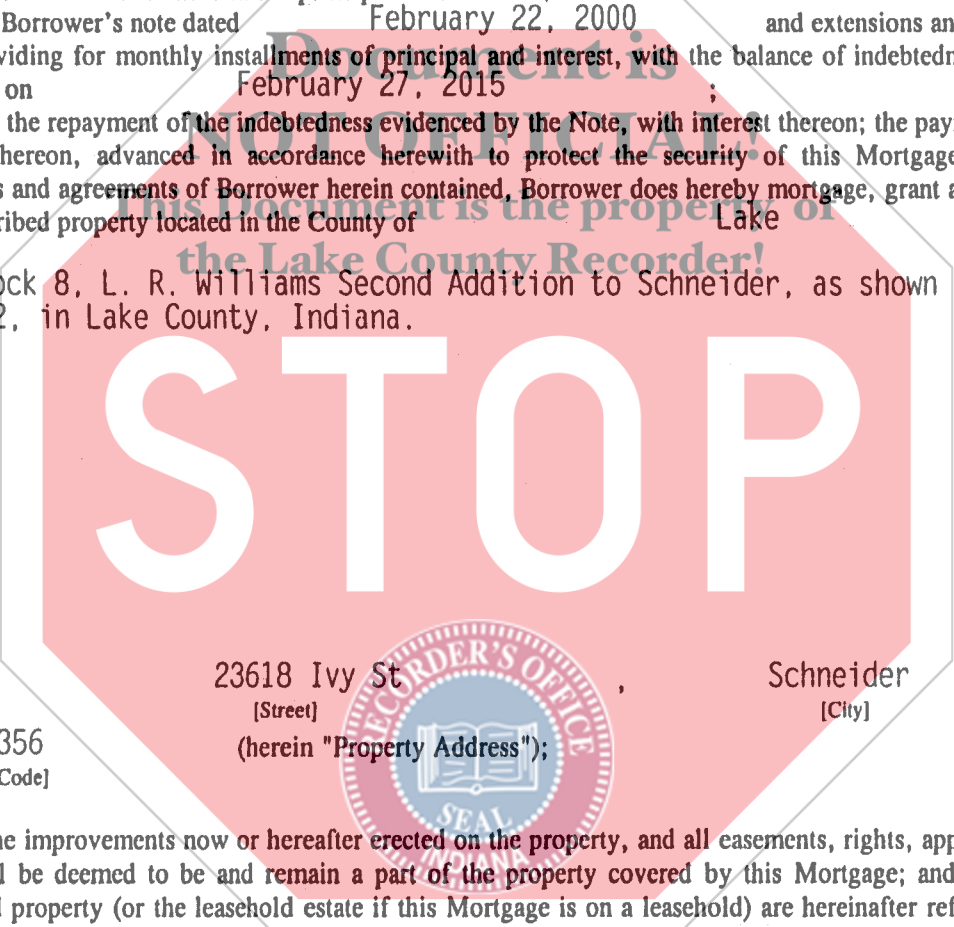 Borrower's note dated February 22, 2000 and extensions an
viding for monthly installments of principal and interest, with the balance of indebtedn
on February 27, 2015 ;
the repayment of the indebtedness evidenced by the Note, with interest thereon; the pay
hereon, advanced in accordance herewith to protect the security of this Mortgage
s and agreements of Borrower herein contained, Borrower does hereby mortgage, grant a
ribed property located in the County of Lake
ock 8, L. R. Williams Second Addition to Schneider, as shown
2, in Lake County, Indiana.
Document is
NOT OFFICIAL!
This Document is the property of
the Lake County Recorder!
STOP
23618 Ivy St , Schneider
[Street] [City]
356 (herein "Property Address");
Code]
RECORDER'S OFFICE
SEAL
INDIANA
ne improvements now or hereafter erected on the property, and all easements, rights, app
l be deemed to be and remain a part of the property covered by this Mortgage; and
l property (or the leasehold estate if this Mortgage is on a leasehold) are hereinafter ref